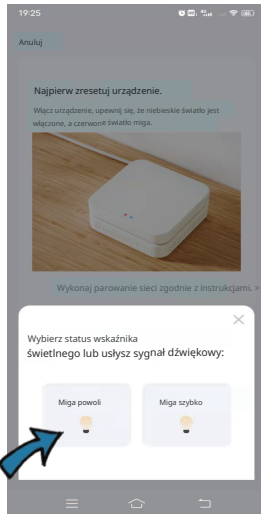 19:25
Anuluj
Najpierw zresetuj urządzenie.
Włącz urządzenie, upewnij się, że niebieskie światło jest
włączone, a czerwone światło miga.
Wykonaj parowanie sieci zgodnie z instrukcjami. >
Wybierz status wskaźnika
świetlnego lub usłysz sygnał dźwiękowy:
Miga powoli
Miga szybko